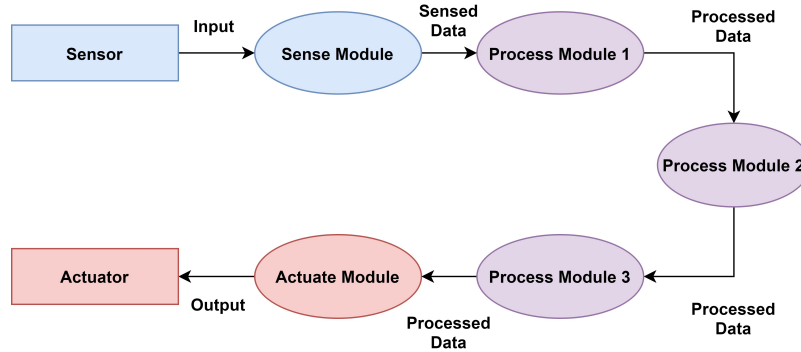 Sensor
Input
Sense Module
Sensed
Data
Process Module 1
Processed
Data
Process Module 2
Processed
Data
Process Module 3
Processed
Data
Actuate Module
Output
Actuator